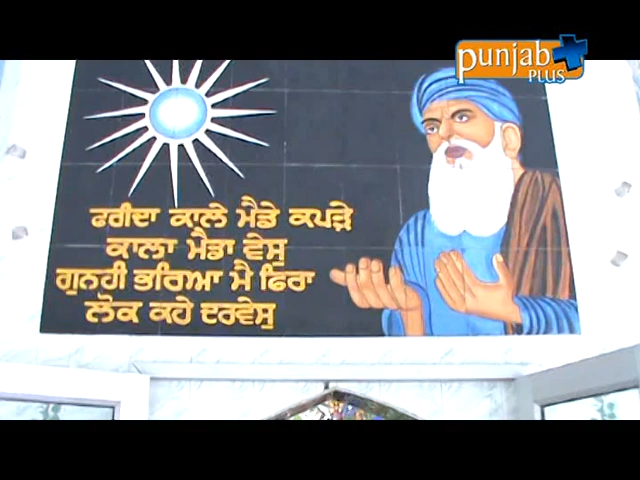 punjab
PLUS
ਫਰੀਦਾ ਕਾਲੇ ਮੈਡੇ ਕਪੜੇ
ਕਾਲਾ ਮੈਡਾ ਵੇਸੁ
ਗੁਨਹੀ ਭਰਿਆ ਮੈ ਫਿਰਾ
ਲੋਕ ਕਹੇ ਦਰਵੇਸੁ